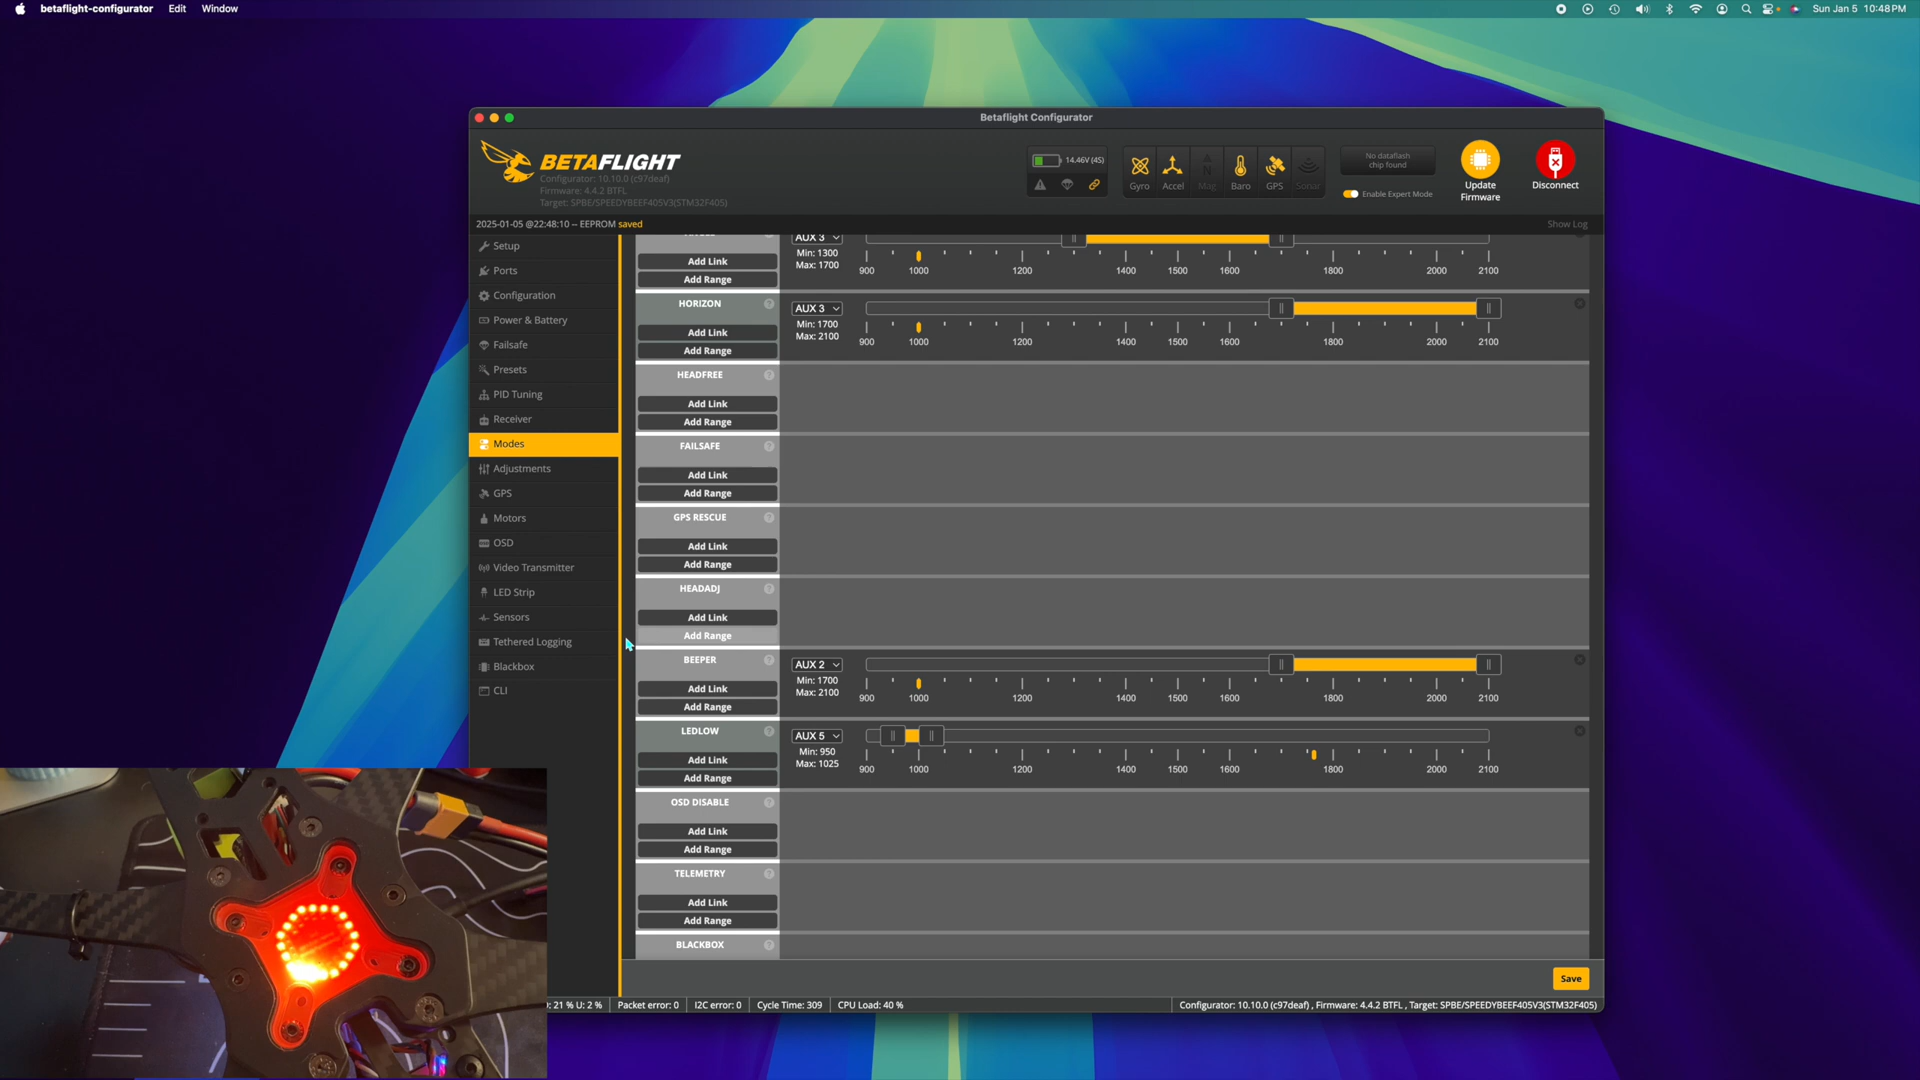 betaflight-configurator Edit Window
Sun Jan 5 10:48 PM
Betaflight Configurator
BETAFLIGHT
Configurator: 10.10.0 (c97deaf)
Firmware: 4.4.2 BTFL
Target: SPBE/SPEEDYBEEF405V3(STM32F405)
14.46V (4S)
Gyro Accel Mag Baro GPS Sonar
No dataflash
chip found
Enable Expert Mode
Update
Firmware
Disconnect
2025-01-05 @22:48:10 -- EEPROM saved
Show Log
Setup
Ports
Configuration
Power & Battery
Failsafe
Presets
PID Tuning
Receiver
Modes
Adjustments
GPS
Motors
OSD
Video Transmitter
LED Strip
Sensors
Tethered Logging
Blackbox
CLI
AUX 3
Min: 1300
Max: 1700
Add Link
Add Range
900 1000 1200 1400 1500 1600 1800 2000 2100
HORIZON
Add Link
Add Range
AUX 3
Min: 1700
Max: 2100
900 1000 1200 1400 1500 1600 1800 2000 2100
HEADFREE
Add Link
Add Range
FAILSAFE
Add Link
Add Range
GPS RESCUE
Add Link
Add Range
HEADADJ
Add Link
Add Range
BEEPER
Add Link
Add Range
AUX 2
Min: 1700
Max: 2100
900 1000 1200 1400 1500 1600 1800 2000 2100
LEDLOW
Add Link
Add Range
AUX 5
Min: 950
Max: 1025
900 1000 1200 1400 1500 1600 1800 2000 2100
OSD DISABLE
Add Link
Add Range
TELEMETRY
Add Link
Add Range
BLACKBOX
Save
: 21 % U: 2 % Packet error: 0 I2C error: 0 Cycle Time: 309 CPU Load: 40 %
Configurator: 10.10.0 (c97deaf) , Firmware: 4.4.2 BTFL , Target: SPBE/SPEEDYBEEF405V3(STM32F405)